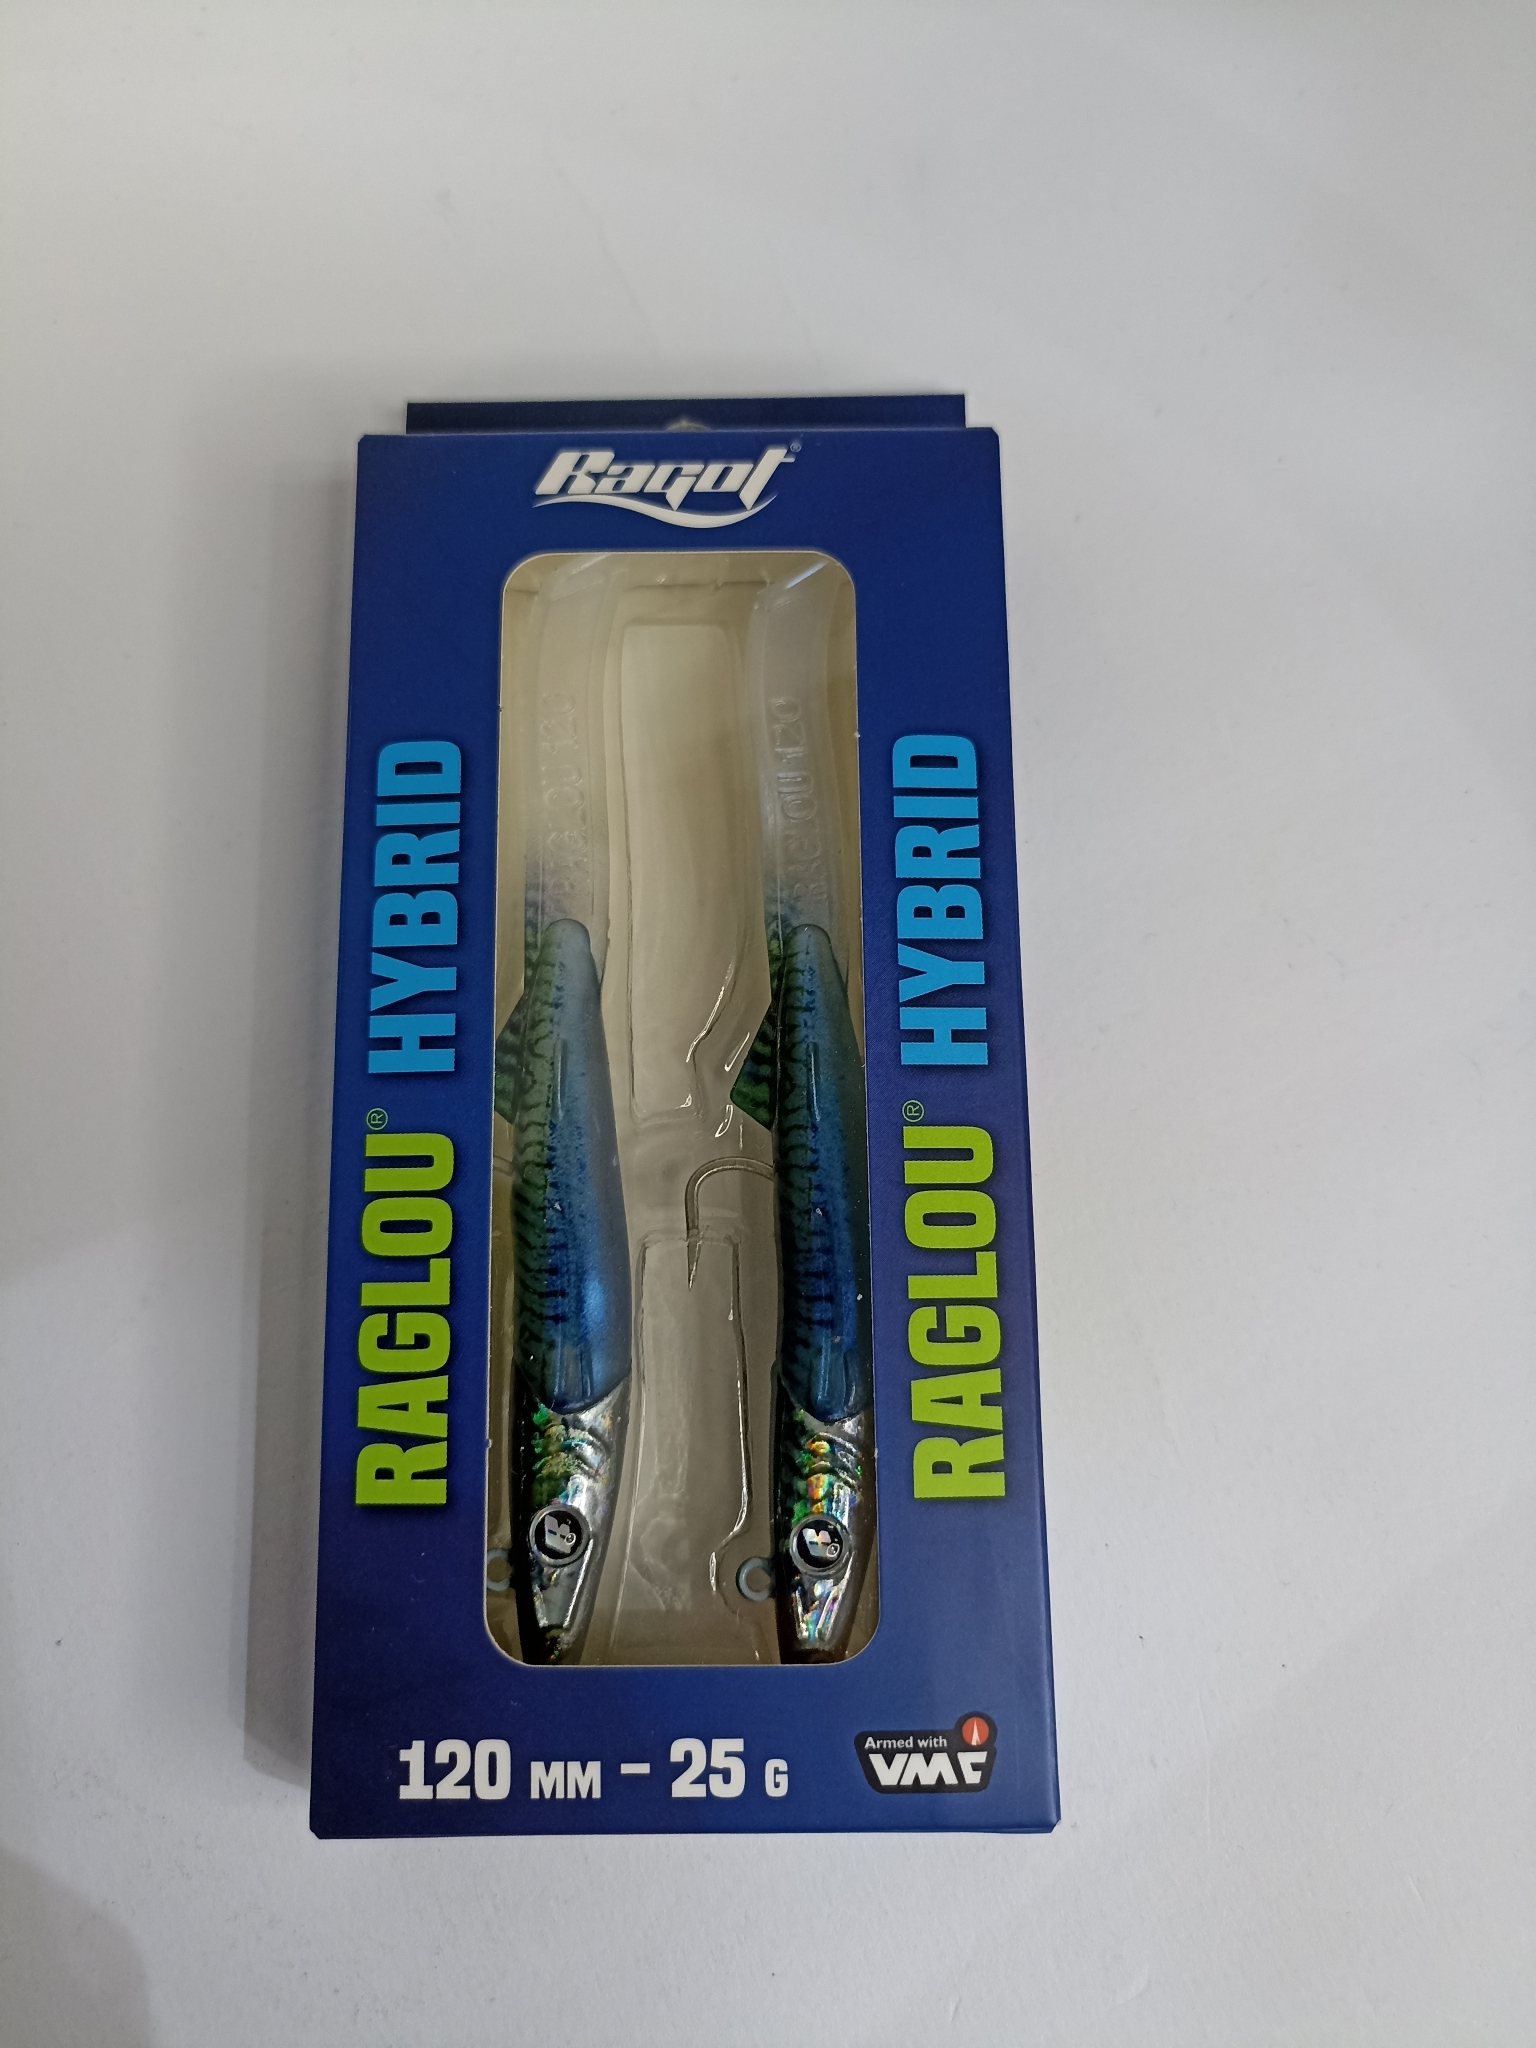 Ragot®
RAGLOU® HYBRID
RAGLOU 120
RAGLOU 120
RAGLOU® HYBRID
120 MM - 25 G
Armed with
VMC